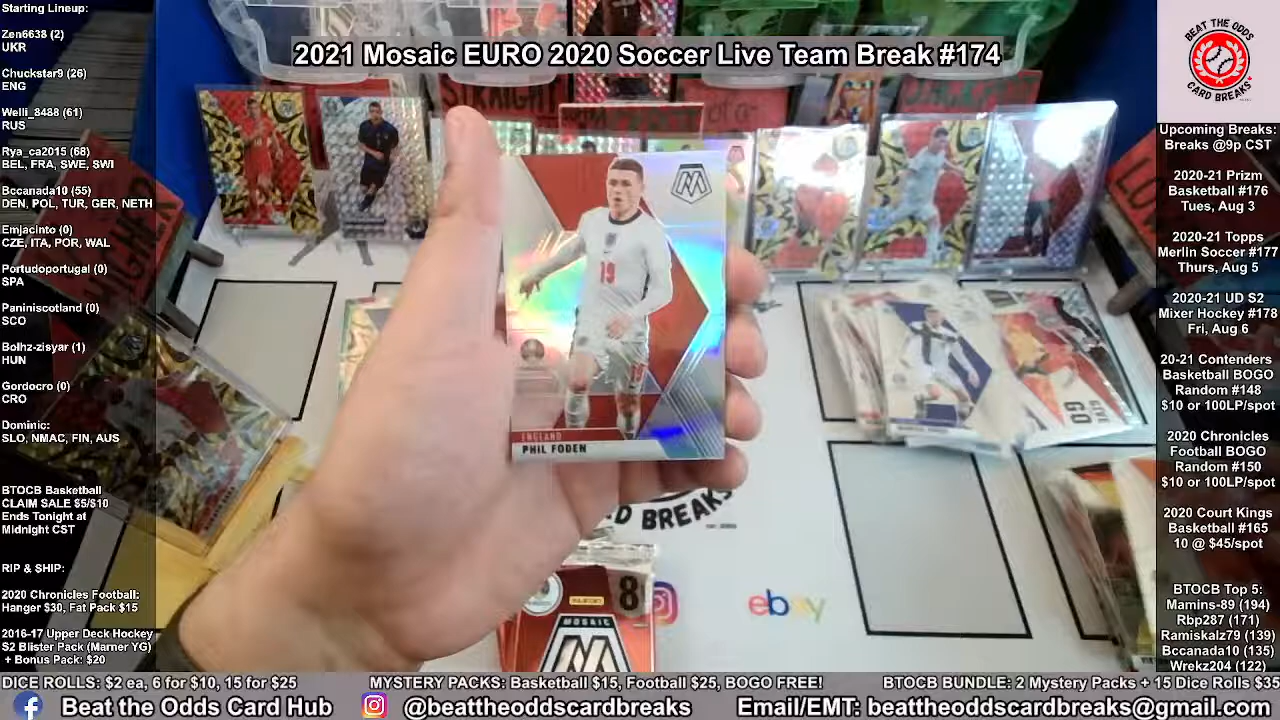 Starting Lineup:
Zen6638 (2)
UKR
Chuckster9 (26)
ENG
Welli_8488 (61)
RUS
Rya_ca2015 (68)
BEL, FRA, SWE, SWI
Bccanada10 (55)
DEN, POL, TUR, GER, NETH
Emjacinto (0)
CZE, ITA, POR, WAL
Portudoportugal (0)
SPA
Paniniscotland (0)
SCO
Bolhz-zisyar (1)
HUN
Gordocro (0)
CRO
Dominic:
SLO, NMAC, FIN, AUS
BTOCB Basketball
CLAIM SALE $5/$10
Ends Tonight at
Midnight CST
RIP & SHIP:
2020 Chronicles Football:
Hanger $30, Fat Pack $15
2016-17 Upper Deck Hockey
S2 Blister Pack (Marner YG)
+ Bonus Pack: $20
2021 Mosaic EURO 2020 Soccer Live Team Break #174
STRAIGHT
ENGLAND
PHIL FODEN
19
D BREAKS
8
MOSAIC
ebay
BEAT THE ODDS
CARD BREAKS
Upcoming Breaks:
Breaks @9p CST
2020-21 Prizm
Basketball #176
Tues, Aug 3
2020-21 Topps
Merlin Soccer #177
Thurs, Aug 5
2020-21 UD S2
Mixer Hockey #178
Fri, Aug 6
20-21 Contenders
Basketball BOGO
Random #148
$10 or 100LP/spot
2020 Chronicles
Football BOGO
Random #150
$10 or 100LP/spot
2020 Court Kings
Basketball #165
10 @ $45/spot
BTOCB Top 5:
Mamins-89 (194)
Rbp287 (171)
Ramiskalz79 (139)
Bccanada10 (135)
Wrekz204 (122)
DICE ROLLS: $2 ea, 6 for $10, 15 for $25
MYSTERY PACKS: Basketball $15, Football $25, BOGO FREE!
BTOCB BUNDLE: 2 Mystery Packs + 15 Dice Rolls $35
Beat the Odds Card Hub
@beattheoddscardbreaks
Email/EMT: beattheoddscardbreaks@gmail.com